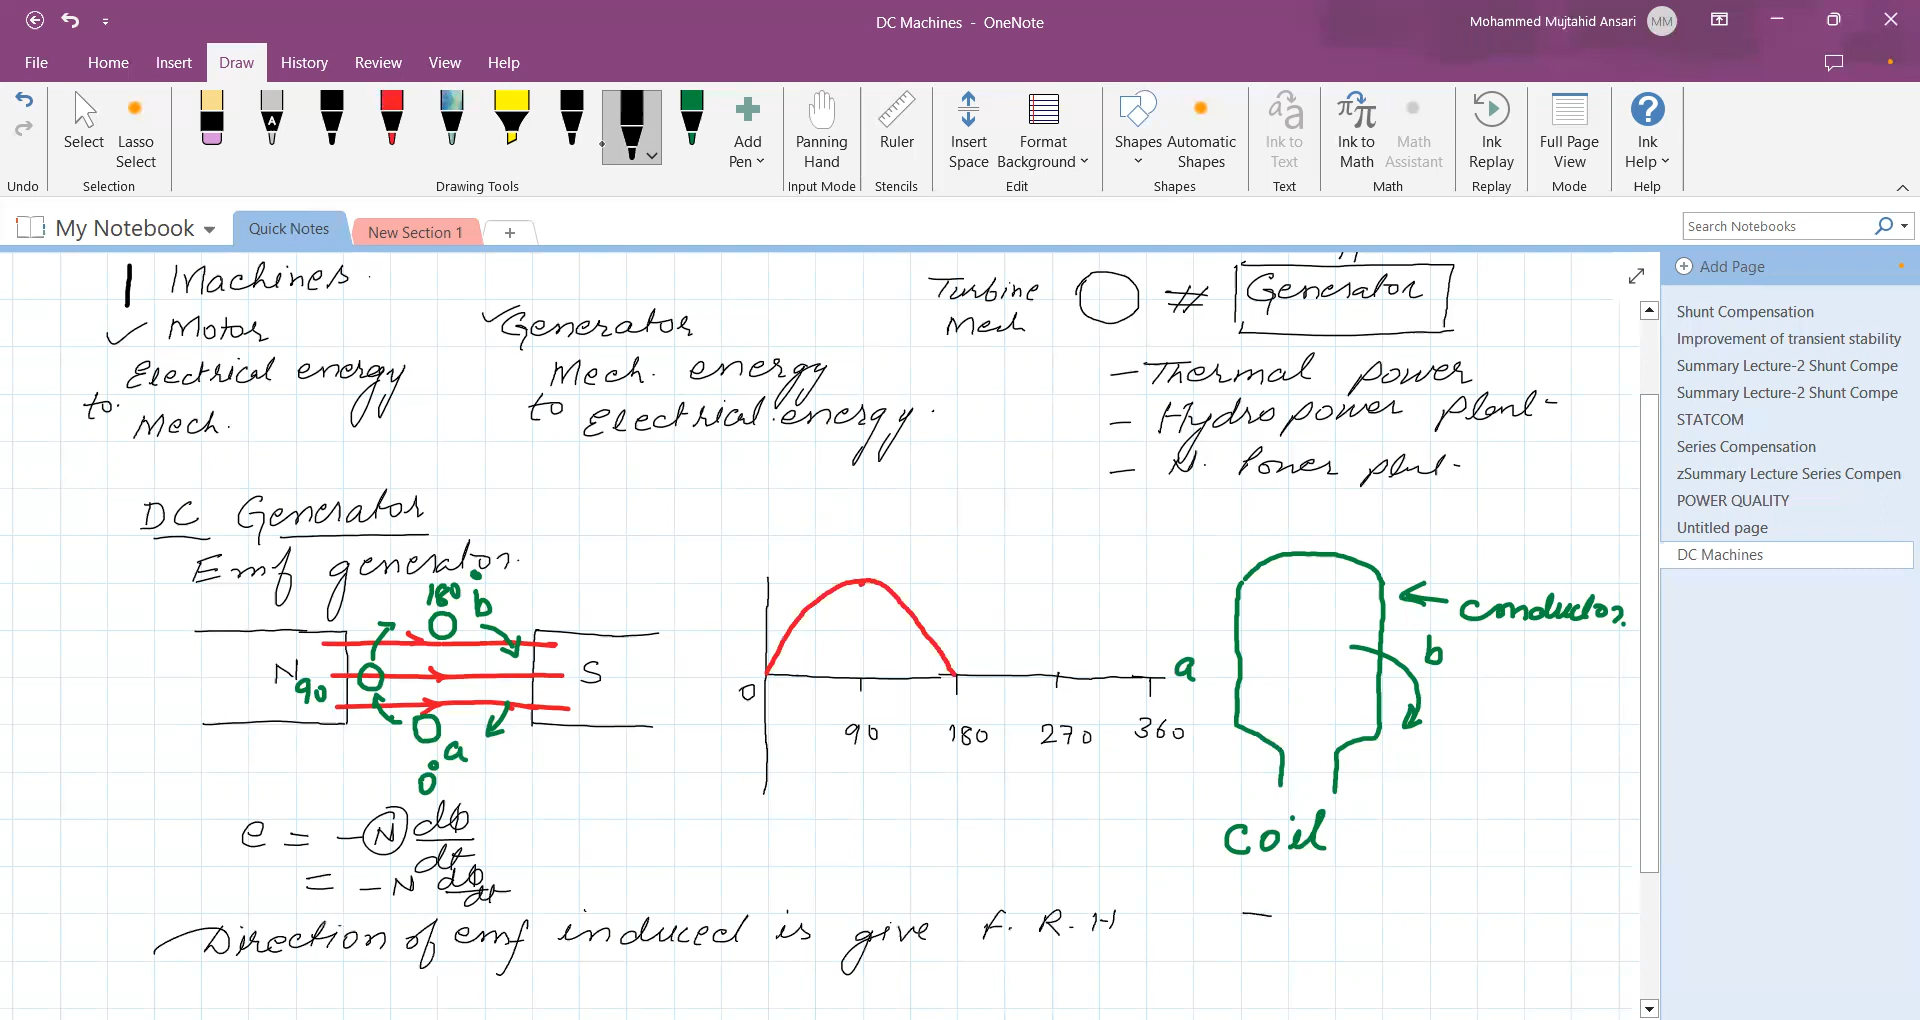 DC Machines - OneNote
Mohammed Mujtahid Ansari MM
File Home Insert Draw History Review View Help
Select
Lasso Select
A
Add Pen
Panning Hand
Ruler
Insert Space
Format Background
Shapes
Automatic Shapes
Ink to Text
Ink to Math
Math Assistant
Ink Replay
Full Page View
Ink Help
Undo Selection Drawing Tools Input Mode Stencils Edit Shapes Text Math Replay Mode Help
My Notebook Quick Notes New Section 1 +
Search Notebooks
Add Page
Shunt Compensation
Improvement of transient stability
Summary Lecture-2 Shunt Compe
Summary Lecture-2 Shunt Compe
STATCOM
Series Compensation
zSummary Lecture Series Compen
POWER QUALITY
Untitled page
DC Machines
Machines
Motor
Electrical energy
to
Mech.
Generator
Mech. energy
to Electrical energy.
Turbine
Mech
Generator
- Thermal power
- Hydropower plant
- N. Power plant
DC Generator
Emf generator.
180° b
N
90
S
a
0°
0
90 180 270 360
a
b
conductor.
coil
e = -N dϕ/dt
= -N dϕ/dt
Direction of emf induced is give F. R. H